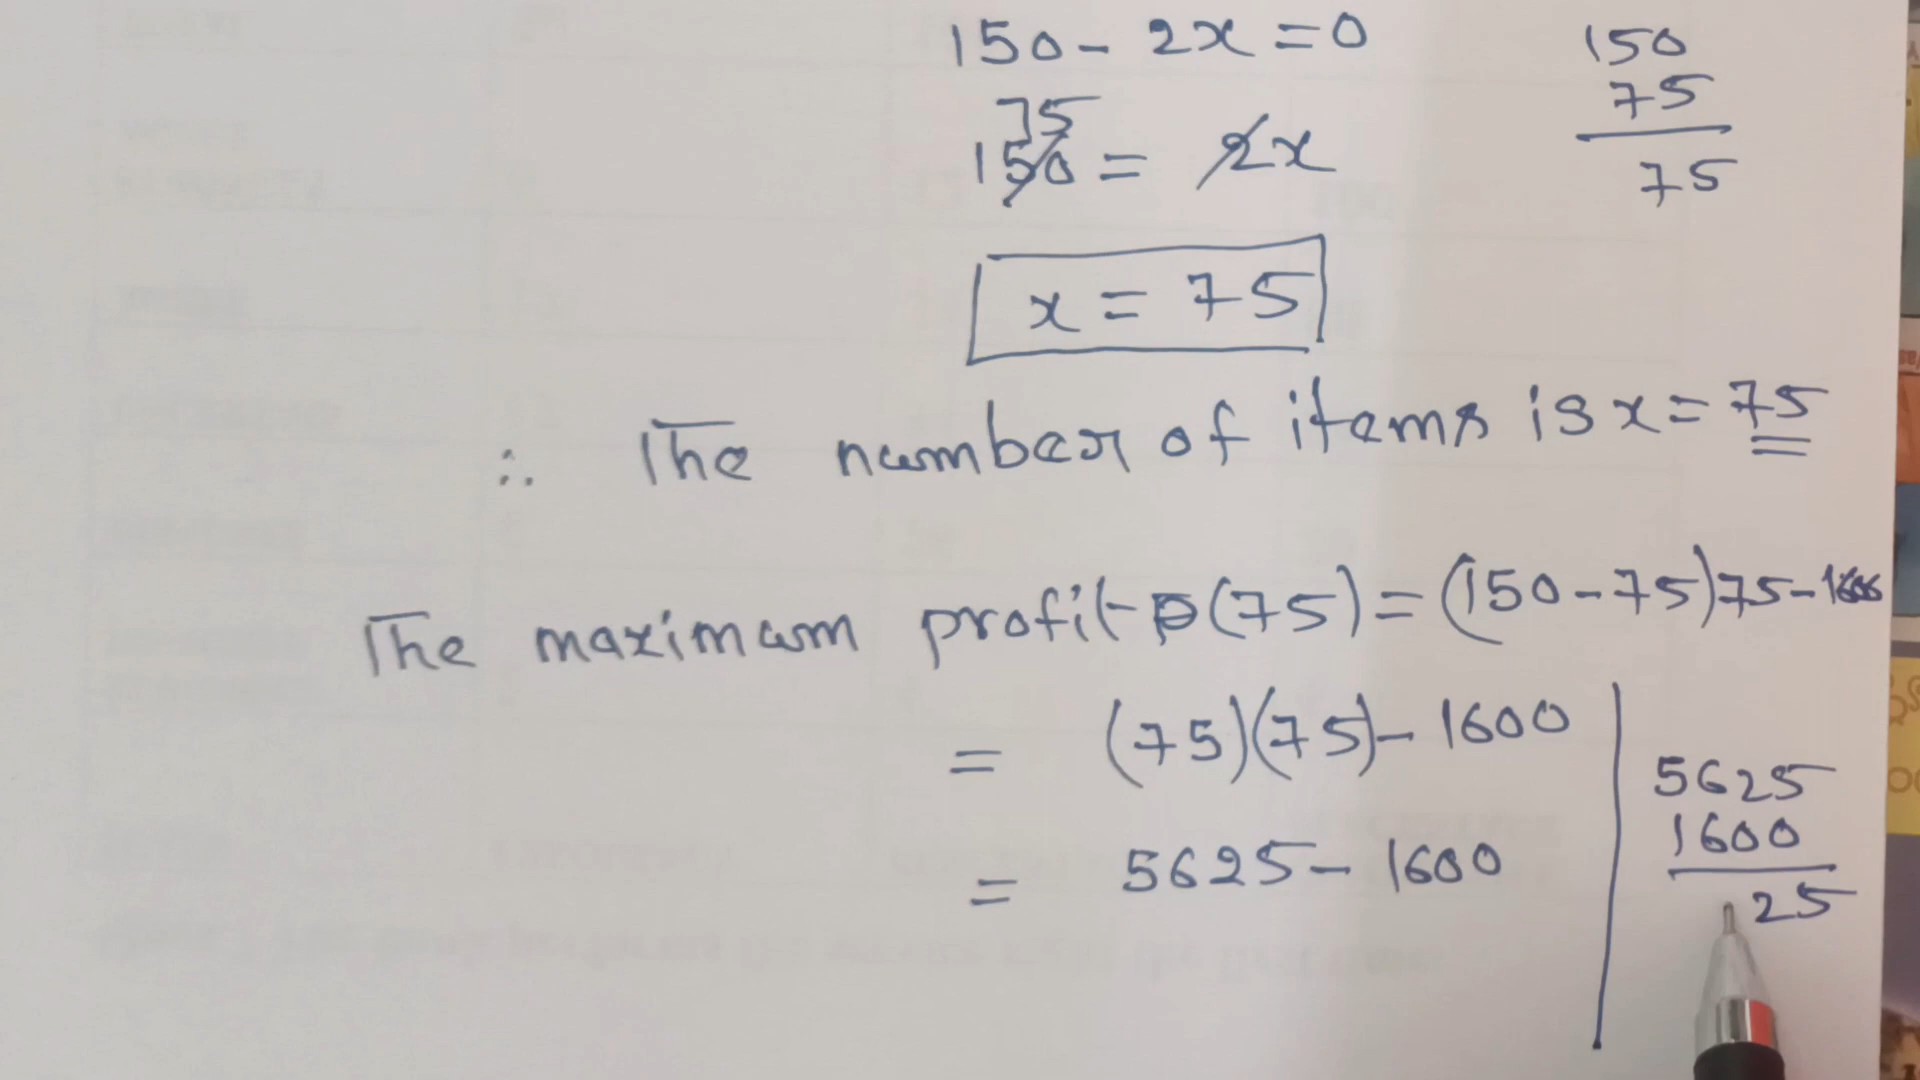 150 - 2x = 0
75
150 = 2x
x = 75
150
75
75
∴ The number of items is x = 75
The maximum profit P(75) = (150-75)75-1600
= (75)(75)- 1600
= 5625- 1600
5625
1600
25